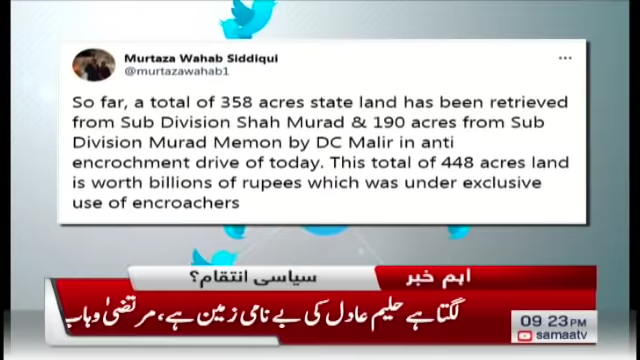 Murtaza Wahab Siddiqui
@murtazawahab1
So far, a total of 358 acres state land has been retrieved
from Sub Division Shah Murad & 190 acres from Sub
Division Murad Memon by DC Malir in anti
encrochment drive of today. This total of 448 acres land
is worth billions of rupees which was under exclusive
use of encroachers
سیاسی انتقام؟
اہم خبر
لگتا ہے حلیم عادل کی بے نامی زمین ہے، مرتضیٰ وہاب
09:23PM
samaatv